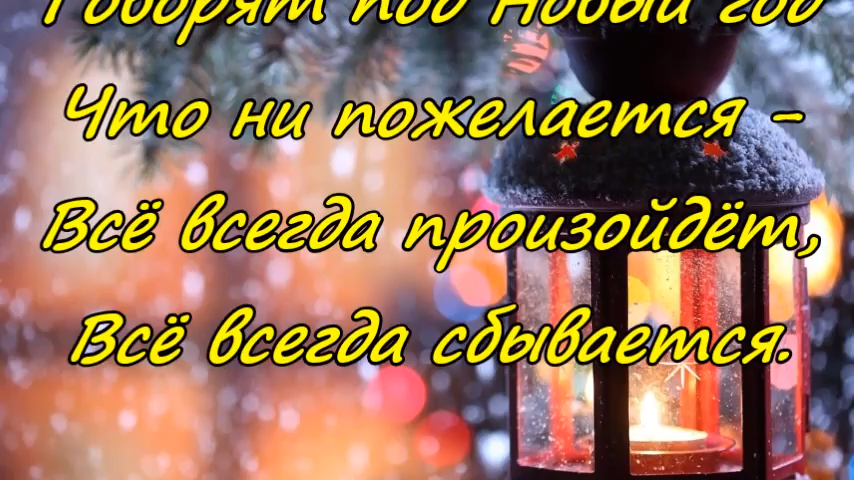 Говорят под Новый год
Что ни пожелается –
Всё всегда произойдёт,
Всё всегда сбывается.